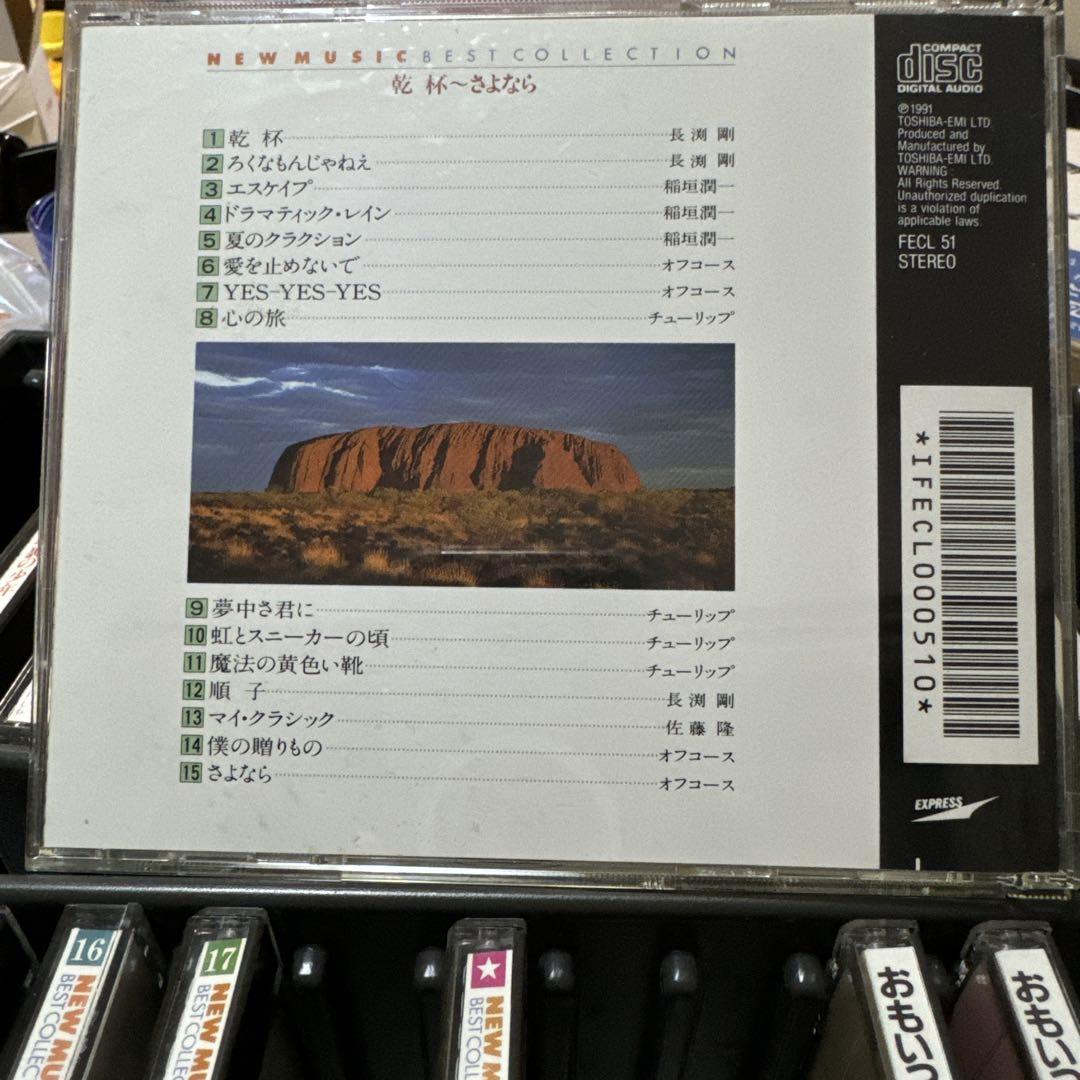 NEW MUSIC BEST COLLECTION
乾杯~さよなら
1 乾杯 長渕剛
2 ろくなもんじゃねえ 長渕剛
3 エスケイプ 稲垣潤一
4 ドラマティック・レイン 稲垣潤一
5 夏のクラクション 稲垣潤一
6 愛を止めないで オフコース
7 YES-YES-YES オフコース
8 心の旅 チューリップ
9 夢中さ君に チューリップ
10 虹とスニーカーの頃 チューリップ
11 魔法の黄色い靴 チューリップ
12 順子 長渕剛
13 マイ・クラシック 佐藤隆
14 僕の贈りもの オフコース
15 さよなら オフコース
COMPACT
disc
DIGITAL AUDIO
℗1991
TOSHIBA-EMI LTD.
Produced and
Manufactured by
TOSHIBA-EMI LTD.
WARNING:
All Rights Reserved.
Unauthorized duplication
is a violation of
applicable laws.
FECL 51
STEREO
*IFECL000510*
EXPRESS
16 NEW MU
BEST COLLEC
17 NEW MU
BEST COLLEC
NEW
BEST
おもいつ
おもいつ